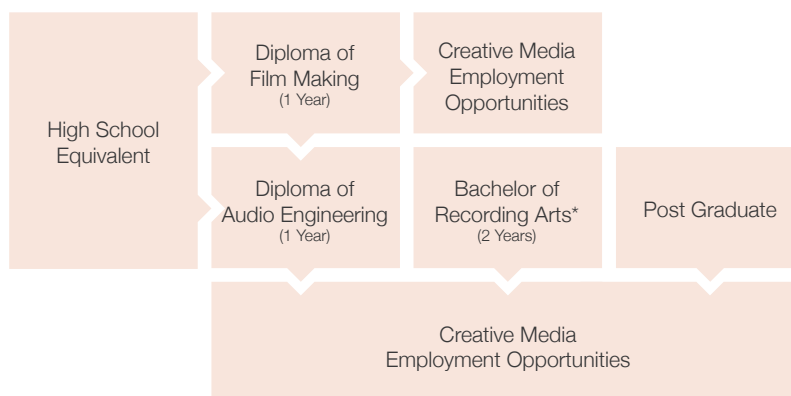 High School
Equivalent
Diploma of
Film Making
(1 Year)
Creative Media
Employment
Opportunities
Diploma of
Audio Engineering
(1 Year)
Bachelor of
Recording Arts*
(2 Years)
Post Graduate
Creative Media
Employment Opportunities